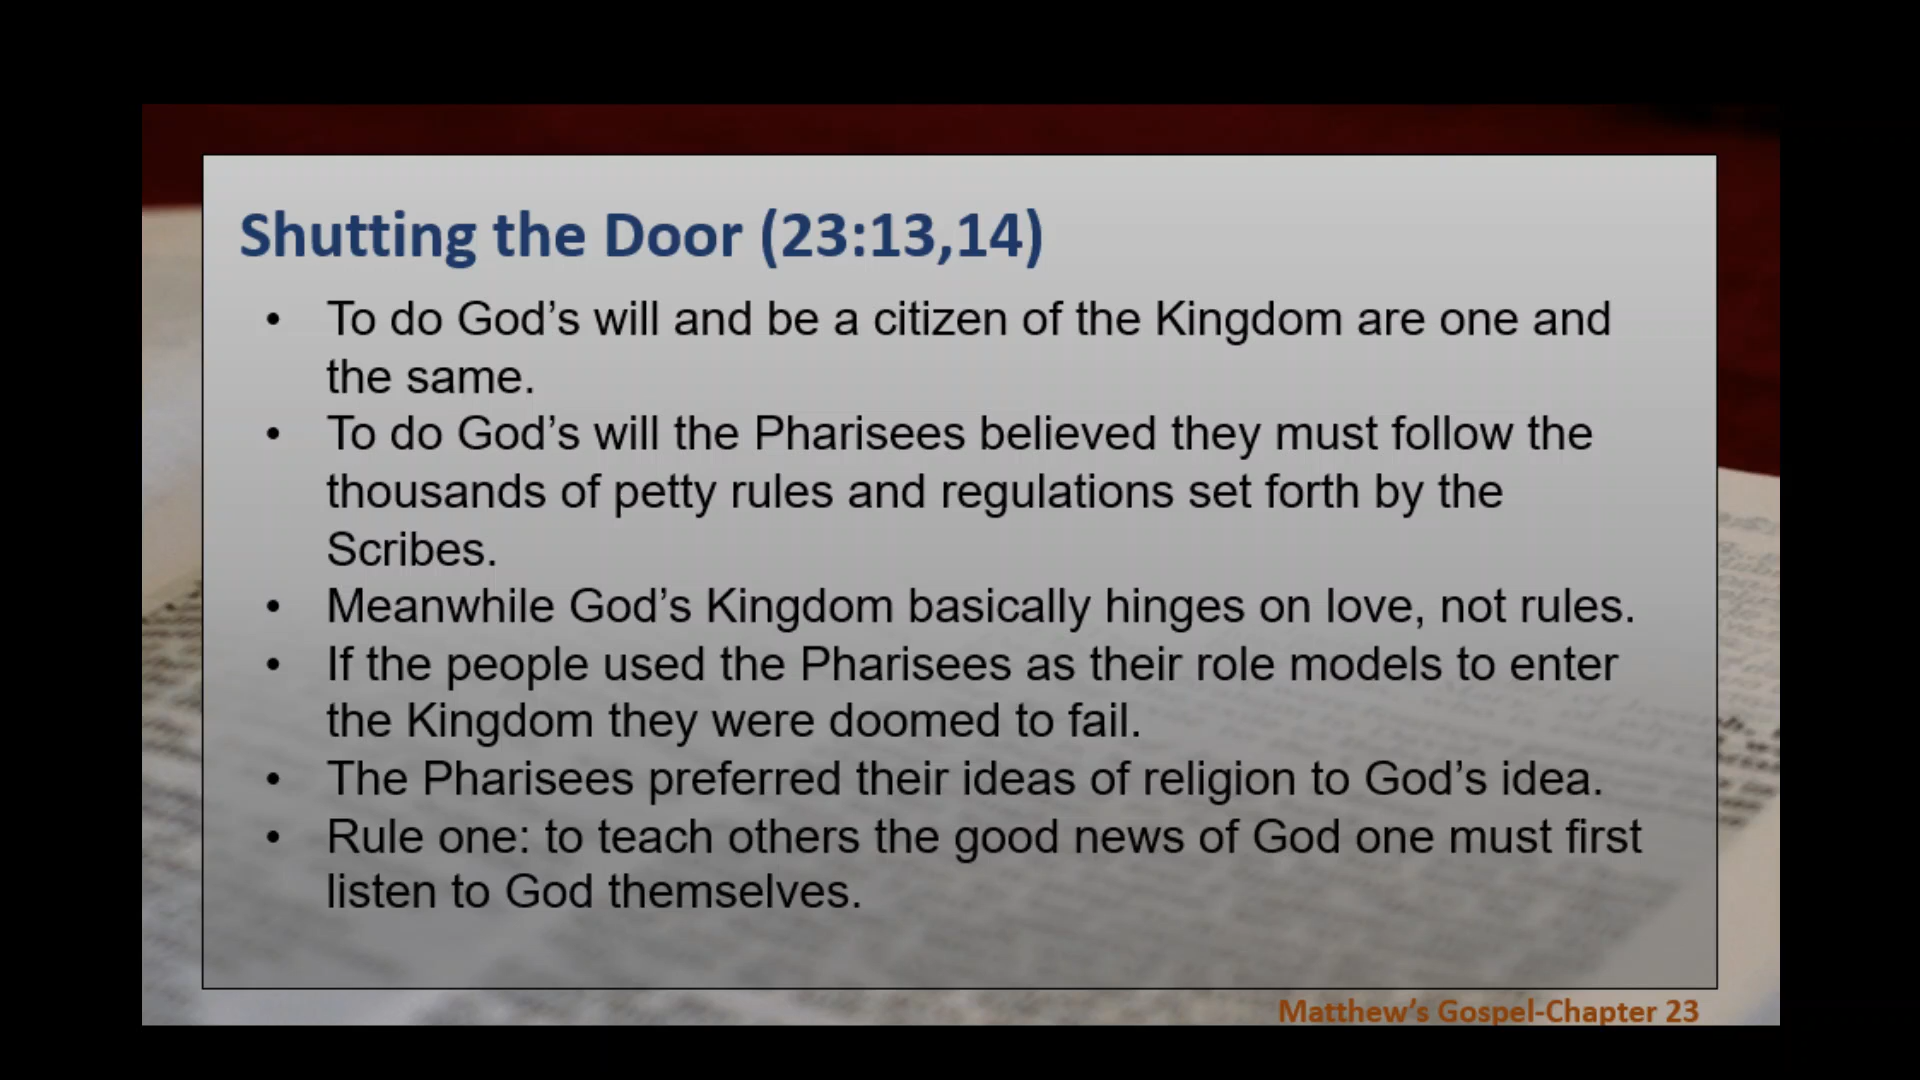 Shutting the Door (23:13,14)
• To do God's will and be a citizen of the Kingdom are one and
the same.
• To do God's will the Pharisees believed they must follow the
thousands of petty rules and regulations set forth by the
Scribes.
• Meanwhile God's Kingdom basically hinges on love, not rules.
• If the people used the Pharisees as their role models to enter
the Kingdom they were doomed to fail.
• The Pharisees preferred their ideas of religion to God's idea.
• Rule one: to teach others the good news of God one must first
listen to God themselves.
Matthew's Gospel-Chapter 23